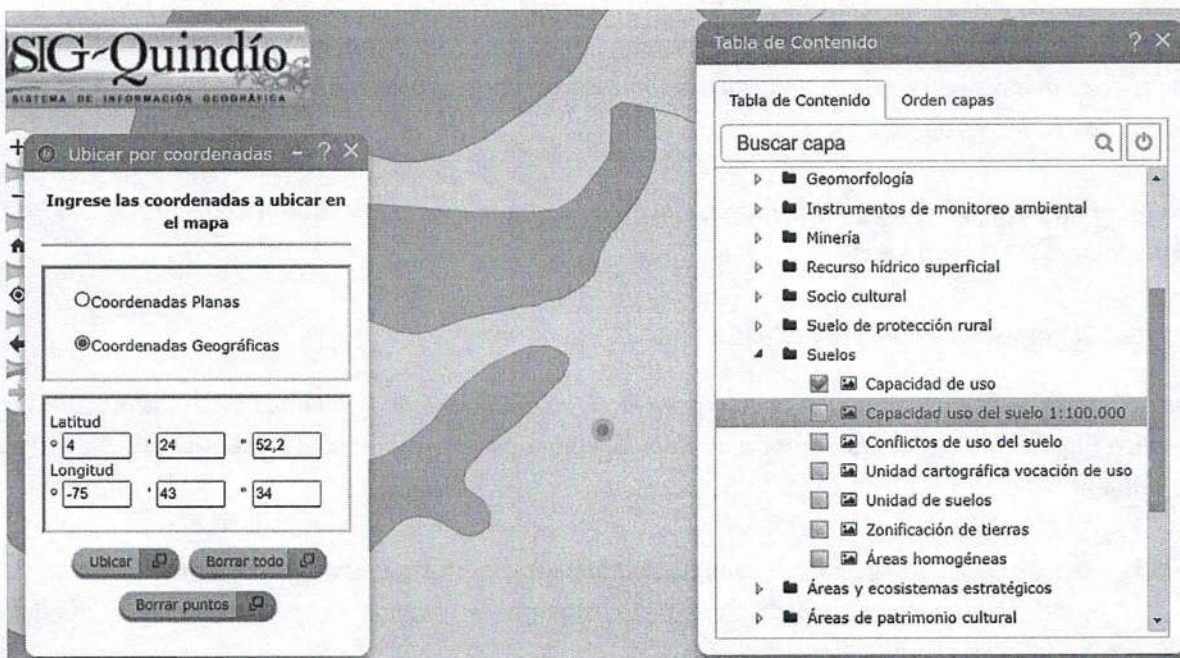 SIG-Quindío
SISTEMA DE INFORMACIÓN GEOGRÁFICA
Ubicar por coordenadas - ? ×
Ingrese las coordenadas a ubicar en
el mapa
Coordenadas Planas
Coordenadas Geográficas
Latitud
° 4 ' 24 " 52,2
Longitud
° -75 ' 43 " 34
Ubicar
Borrar todo
Borrar puntos
Tabla de Contenido ? ×
Tabla de Contenido
Orden capas
Buscar capa
Geomorfología
Instrumentos de monitoreo ambiental
Minería
Recurso hídrico superficial
Socio cultural
Suelo de protección rural
Suelos
Capacidad de uso
Capacidad uso del suelo 1:100.000
Conflictos de uso del suelo
Unidad cartográfica vocación de uso
Unidad de suelos
Zonificación de tierras
Áreas homogéneas
Áreas y ecosistemas estratégicos
Áreas de patrimonio cultural